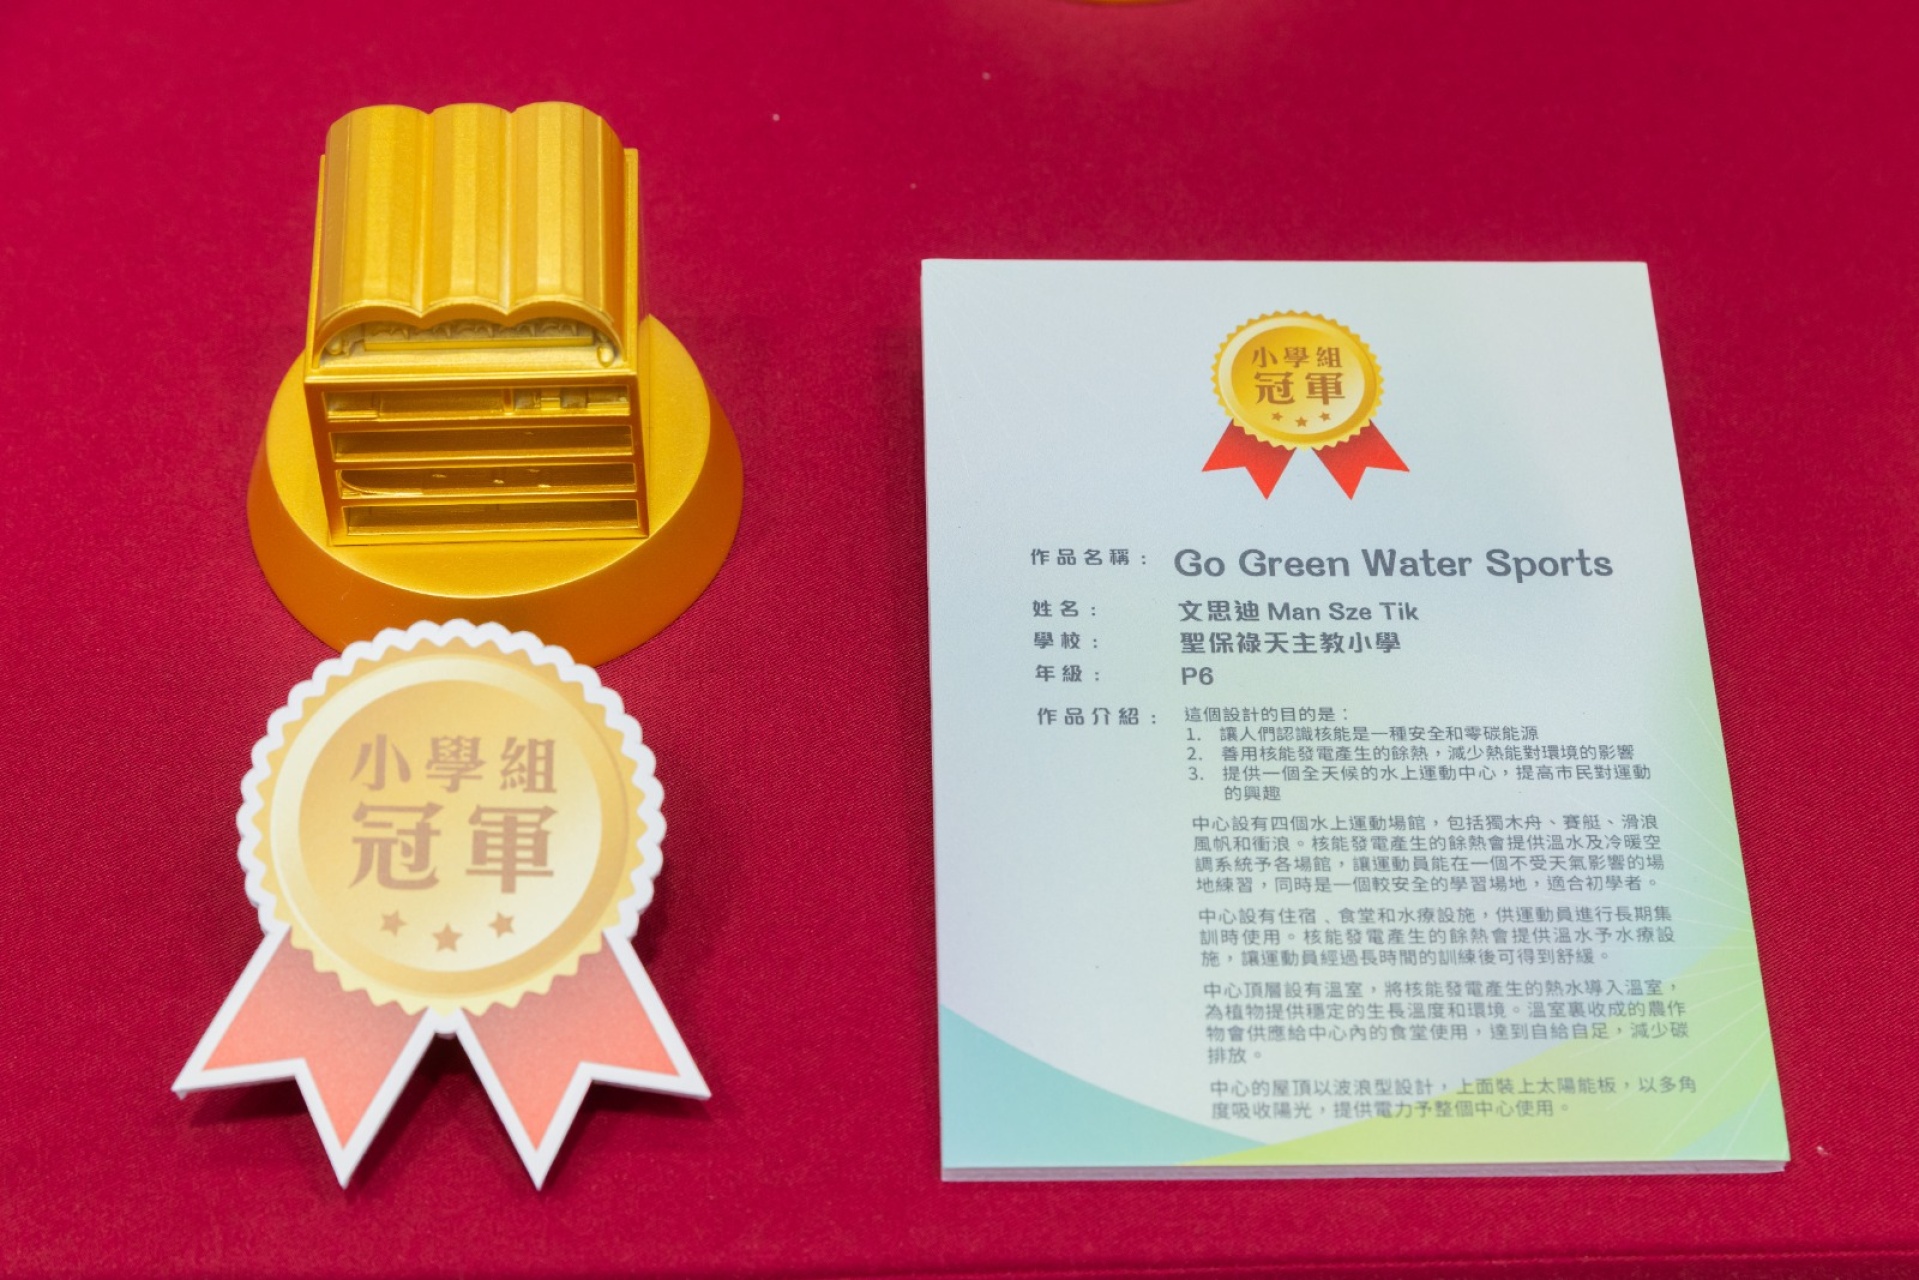 小學組
冠軍
小學組
冠軍
作品名稱： Go Green Water Sports
姓名： 文思迪 Man Sze Tik
學校： 聖保祿天主教小學
年級： P6
作品介紹： 這個設計的目的是：
1. 讓人們認識核能是一種安全和零碳能源
2. 善用核能發電產生的餘熱，減少熱能對環境的影響
3. 提供一個全天候的水上運動中心，提高市民對運動
的興趣
中心設有四個水上運動場館，包括獨木舟、賽艇、滑浪
風帆和衝浪。核能發電產生的餘熱會提供溫水及冷暖空
調系統予各場館，讓運動員能在一個不受天氣影響的場
地練習，同時是一個較安全的學習場地，適合初學者。
中心設有住宿、食堂和水療設施，供運動員進行長期集
訓時使用。核能發電產生的餘熱會提供溫水予水療設
施，讓運動員經過長時間的訓練後可得到舒緩。
中心頂層設有溫室，將核能發電產生的熱水導入溫室，
為植物提供穩定的生長溫度和環境。溫室裏收成的農作
物會供應給中心內的食堂使用，達到自給自足，減少碳
排放。
中心的屋頂以波浪型設計，上面裝上太陽能板，以多角
度吸收陽光，提供電力予整個中心使用。